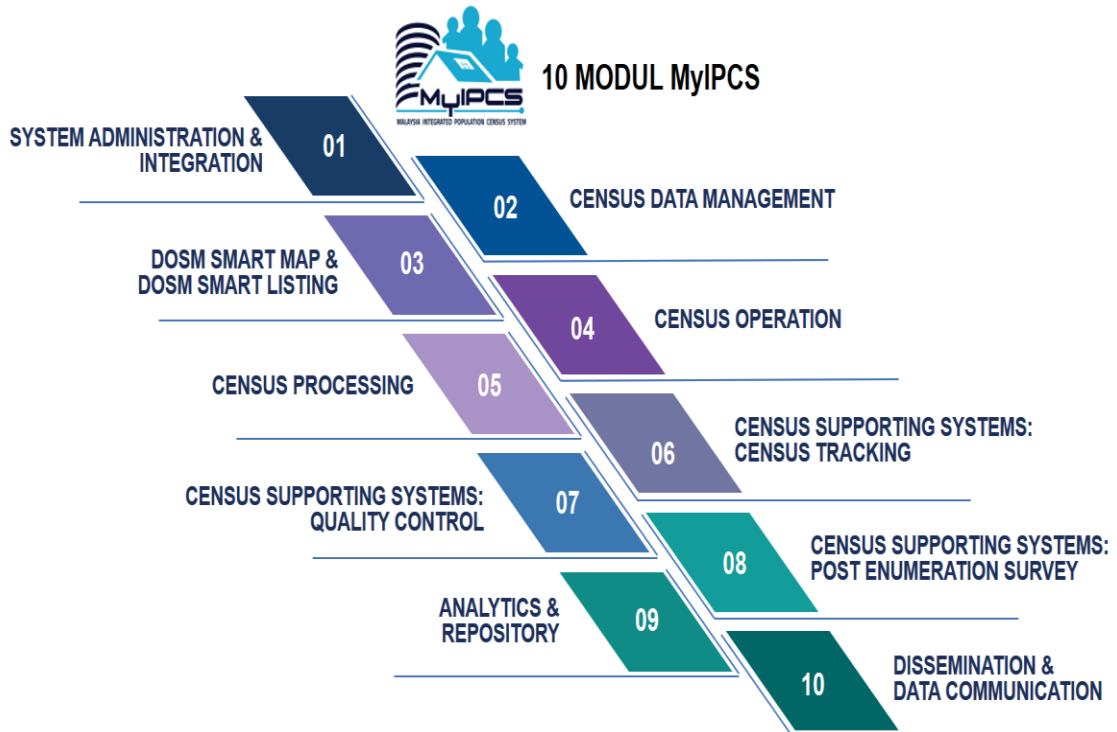 MyIPCS
MALAYSIA INTEGRATED POPULATION CENSUS SYSTEM
10 MODUL MyIPCS
01
SYSTEM ADMINISTRATION &
INTEGRATION
02
CENSUS DATA MANAGEMENT
03
DOSM SMART MAP &
DOSM SMART LISTING
04
CENSUS OPERATION
05
CENSUS PROCESSING
06
CENSUS SUPPORTING SYSTEMS:
CENSUS TRACKING
07
CENSUS SUPPORTING SYSTEMS:
QUALITY CONTROL
08
CENSUS SUPPORTING SYSTEMS:
POST ENUMERATION SURVEY
09
ANALYTICS &
REPOSITORY
10
DISSEMINATION &
DATA COMMUNICATION